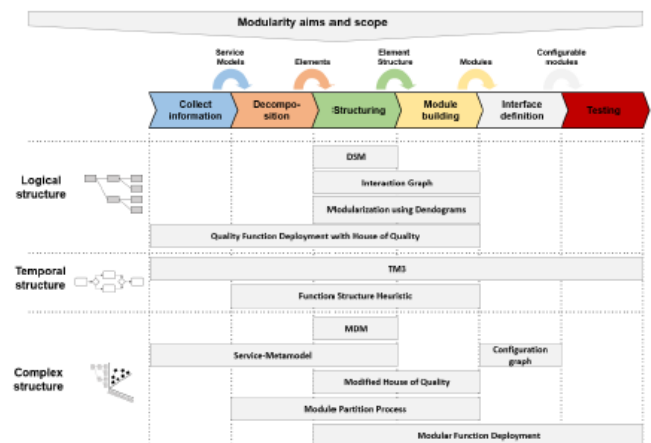 Modularity aims and scope
Service
Models
Elements
Element
Structure
Modules
Configurable
modules
Collect
information
Decompo-
sition
Structuring
Module
building
Interface
definition
Testing
Logical
structure
DSM
Interaction Graph
Modularization using Dendograms
Quality Function Deployment with House of Quality
Temporal
structure
TM3
Function Structure Heuristic
Complex
structure
MDM
Service-Metamodel
Configuration
graph
Modified House of Quality
Module Partition Process
Modular Function Deployment